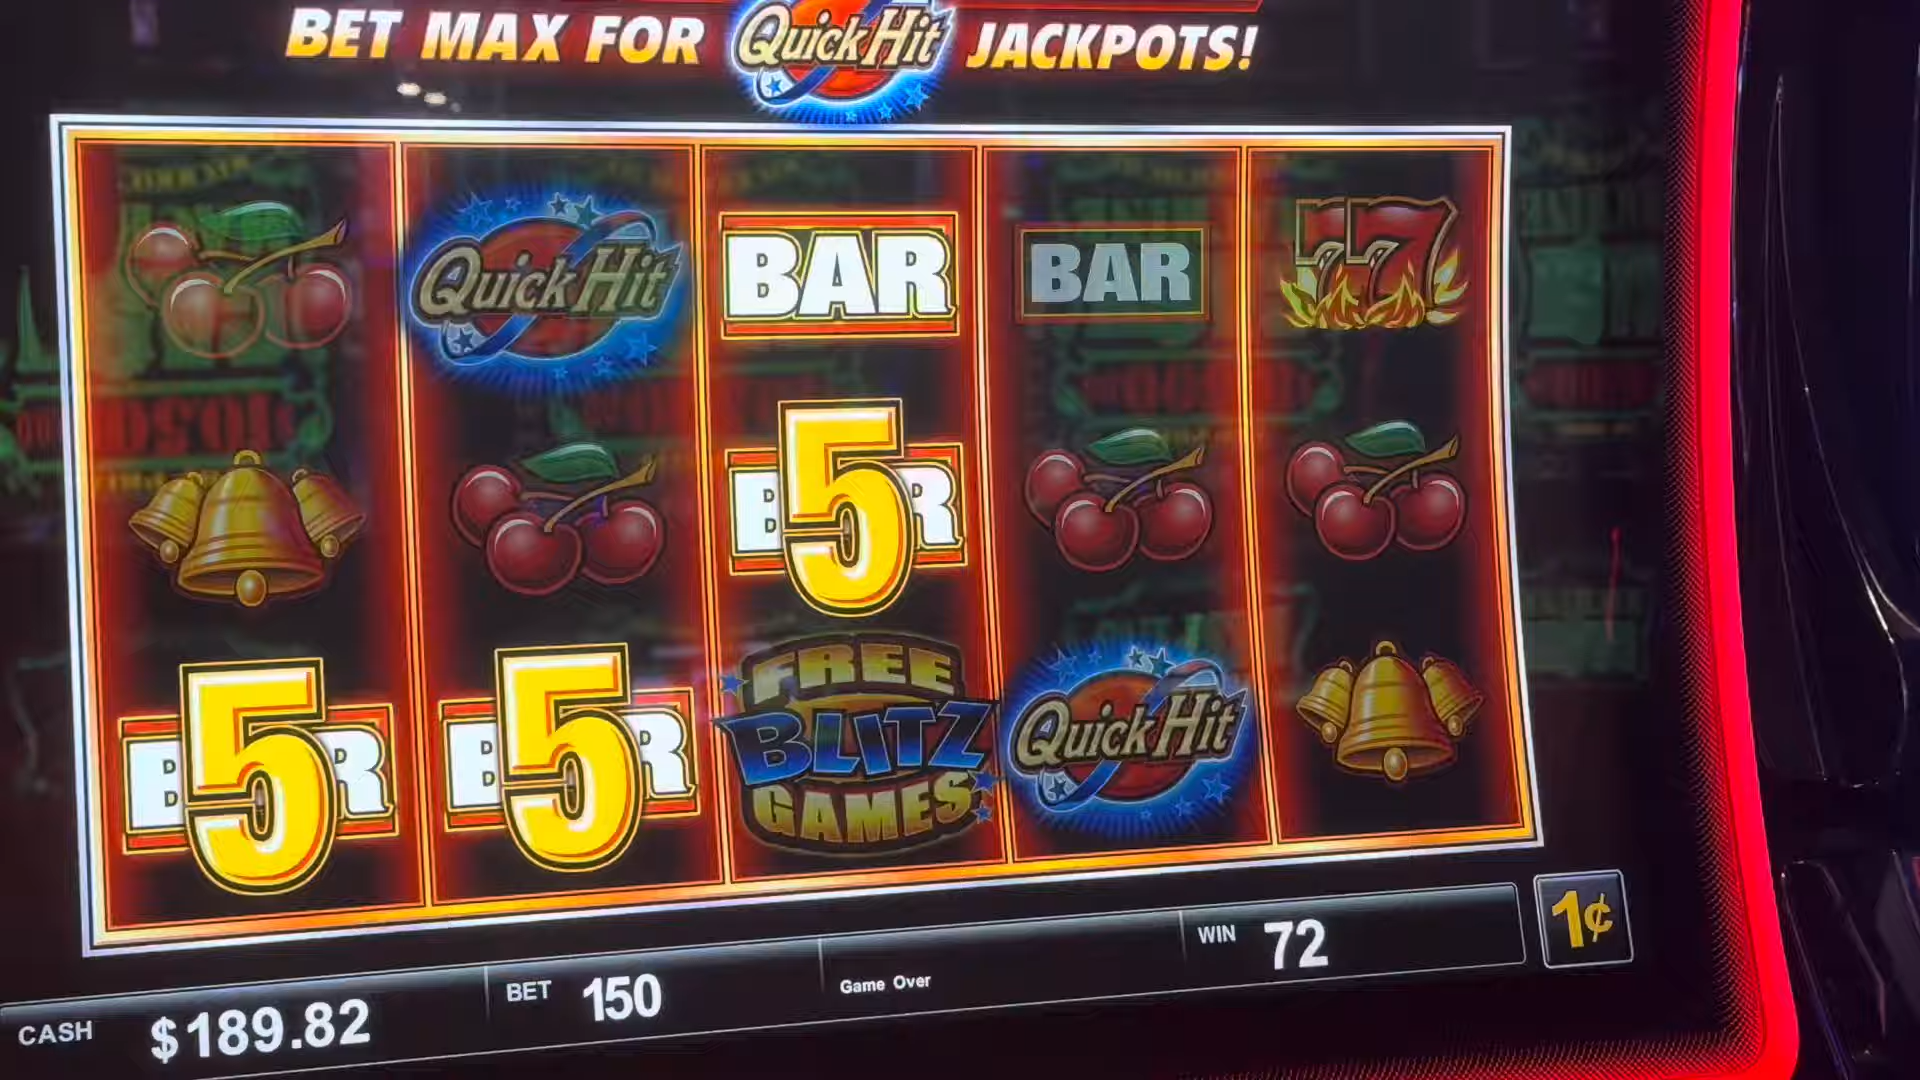 BET MAX FOR Quick Hit JACKPOTS!
Quick Hit
BAR
BAR
77
5
5
5
FREE
BLITZ
GAMES
Quick Hit
CASH $189.82
BET 150
Game Over
WIN 72
1¢